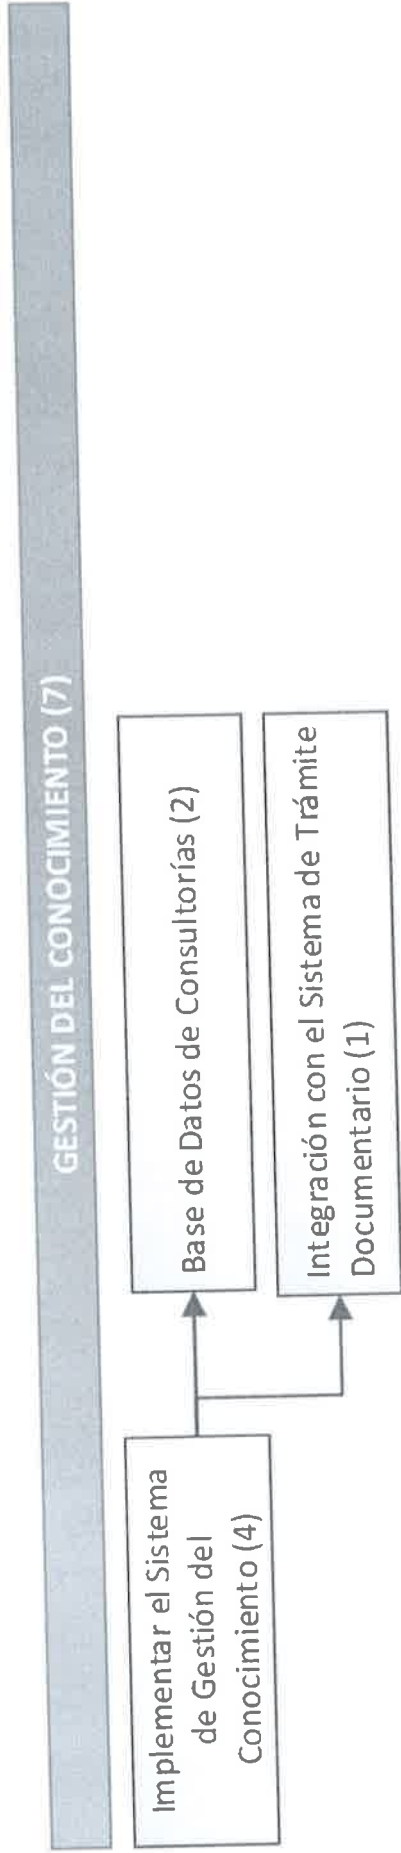 GESTIÓN DEL CONOCIMIENTO (7)
Implementar el Sistema
de Gestión del
Conocimiento (4)
Base de Datos de Consultorías (2)
Integración con el Sistema de Trámite
Documentario (1)